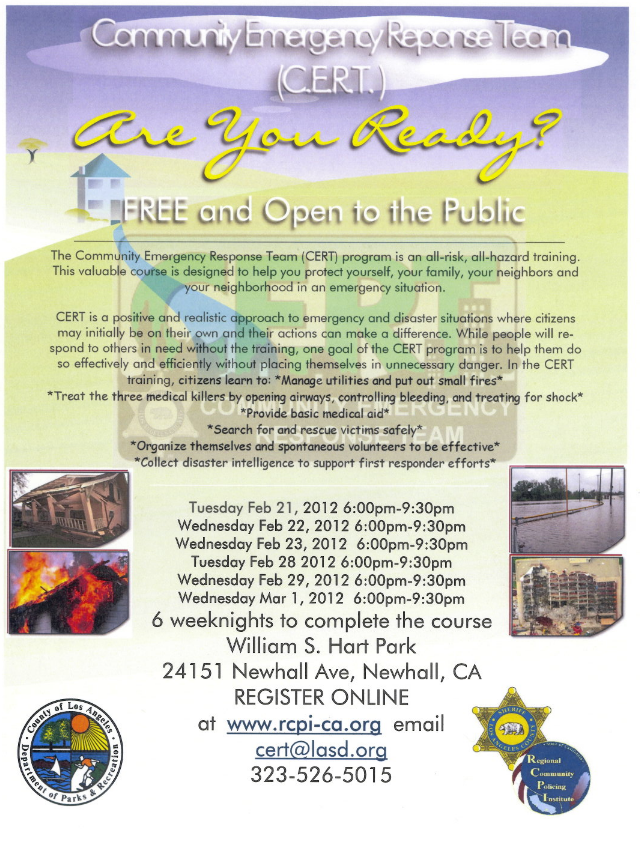 Community Emergency Reponse Team
(C.E.R.T.)
Are You Ready?
FREE and Open to the Public
The Community Emergency Response Team (CERT) program is an all-risk, all-hazard training.
This valuable course is designed to help you protect yourself, your family, your neighbors and
your neighborhood in an emergency situation.
CERT is a positive and realistic approach to emergency and disaster situations where citizens
may initially be on their own and their actions can make a difference. While people will re-
spond to others in need without the training, one goal of the CERT program is to help them do
so effectively and efficiently without placing themselves in unnecessary danger. In the CERT
training, citizens learn to: *Manage utilities and put out small fires*
*Treat the three medical killers by opening airways, controlling bleeding, and treating for shock*
*Provide basic medical aid*
*Search for and rescue victims safely*
*Organize themselves and spontaneous volunteers to be effective*
*Collect disaster intelligence to support first responder efforts*
CERT
COMMUNITY EMERGENCY
RESPONSE TEAM
Tuesday Feb 21, 2012 6:00pm-9:30pm
Wednesday Feb 22, 2012 6:00pm-9:30pm
Wednesday Feb 23, 2012 6:00pm-9:30pm
Tuesday Feb 28 2012 6:00pm-9:30pm
Wednesday Feb 29, 2012 6:00pm-9:30pm
Wednesday Mar 1, 2012 6:00pm-9:30pm
6 weeknights to complete the course
William S. Hart Park
24151 Newhall Ave, Newhall, CA
REGISTER ONLINE
at www.rcpi-ca.org email
cert@lasd.org
323-526-5015
County of Los Angeles
Department of Parks & Recreation
SHERIFF
Regional
Community
Policing
Institute